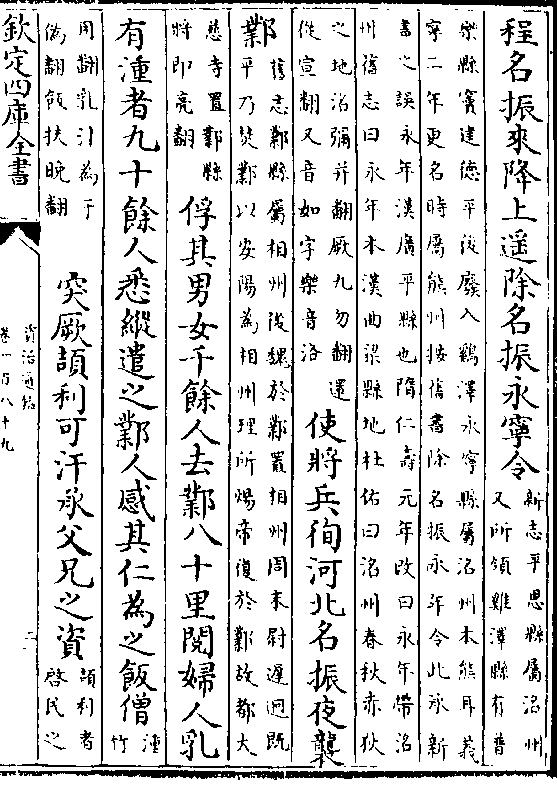 程名振來降上遥除名振永寧令新志平恩縣屬洺州又所領雞澤縣有普
樂縣竇建德平後廢入鷄澤永寧縣屬洺州本熊耳義寧二年更名時屬熊州按舊書除名振永年令此承新
書之誤永年漢廣平縣也隋仁壽元年改曰永年帶洺州舊志曰永年本漢曲梁縣地杜佑曰洺州春秋赤狄
之地洺彌并翻厥九勿翻還從宣翻又音如字樂音洛使將兵徇河北名振夜襲
鄴舊志鄴縣屬相州後魏於鄴置相州周末尉遲迥既平乃焚鄴以安陽為相州理所煬帝復於鄴故都大
慈寺置鄴縣將即亮翻俘其男女千餘人去鄴八十里閱婦人乳
有湩者九十餘人悉縱遣之鄴人感其仁為之飯僧湩竹
用翻乳汁為于偽翻飯扶晚翻突厥頡利可汗承父兄之資頡利者啓民之
欽定四庫全書
資治通鑑
卷一百八十九